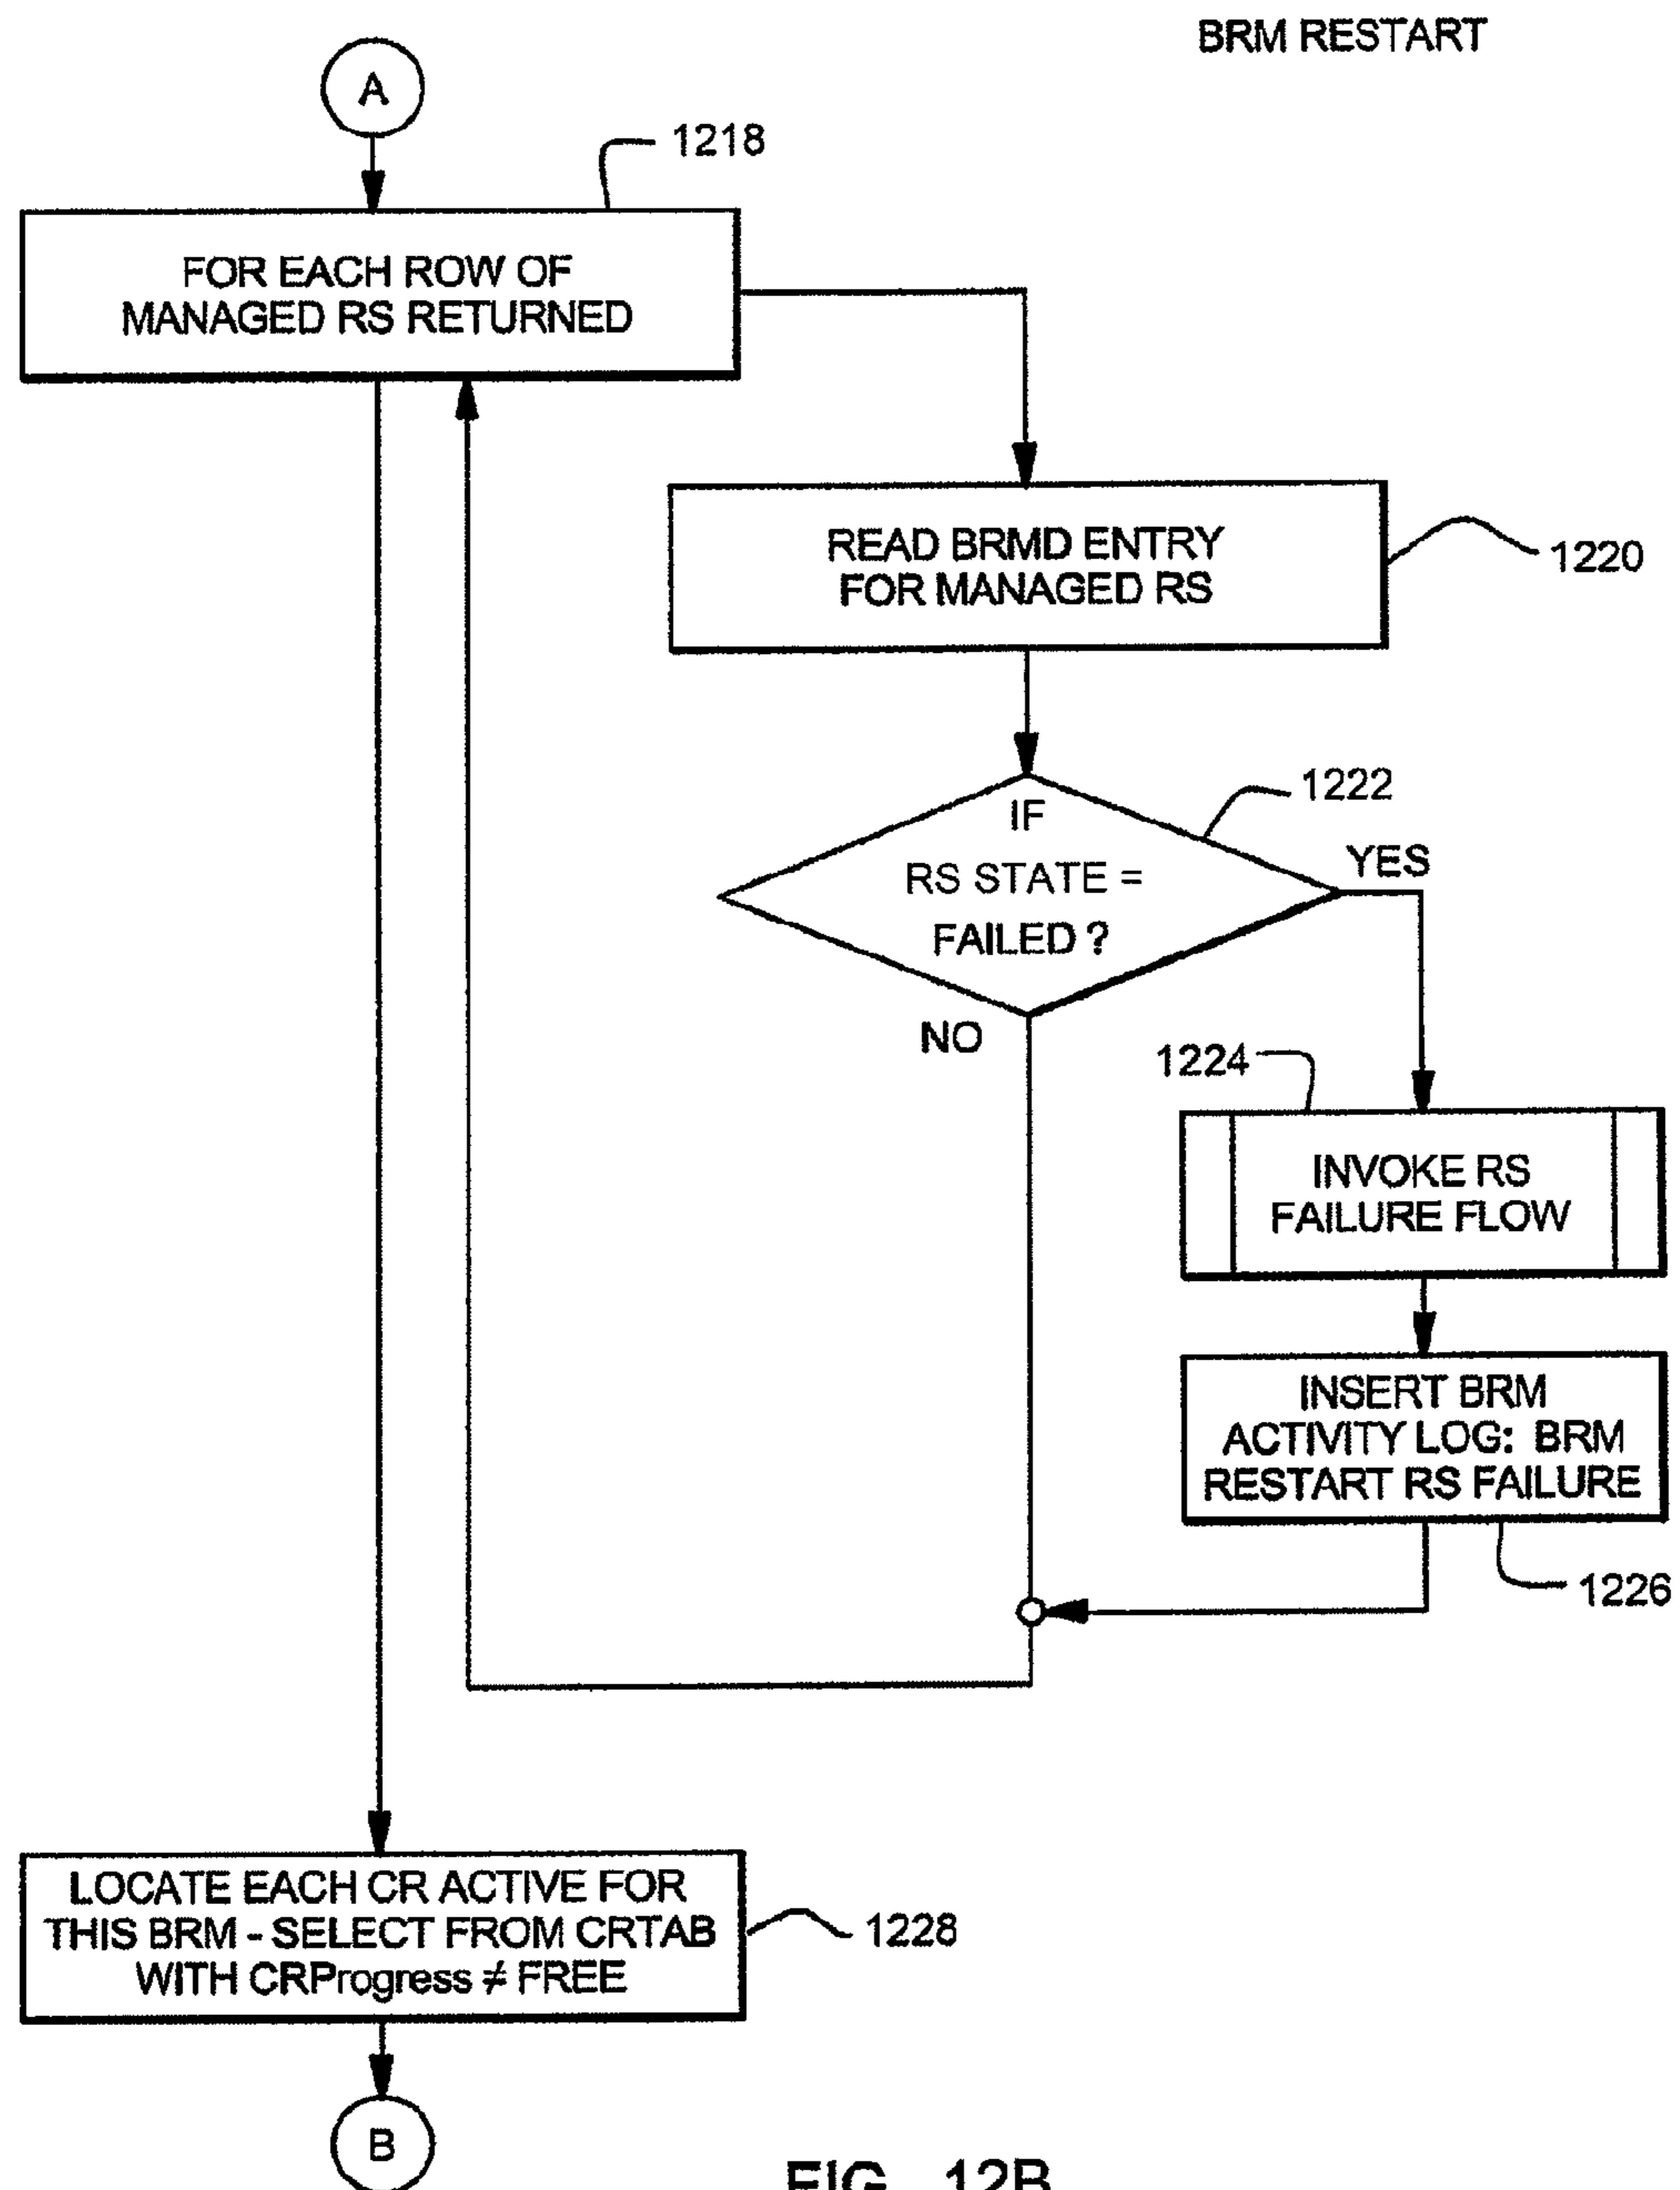 BRM RESTART
A
1218
FOR EACH ROW OF
MANAGED RS RETURNED
READ BRMD ENTRY
FOR MANAGED RS
1220
IF
RS STATE =
FAILED ?
1222
YES
NO
1224
INVOKE RS
FAILURE FLOW
INSERT BRM
ACTIVITY LOG: BRM
RESTART RS FAILURE
1226
LOCATE EACH CR ACTIVE FOR
THIS BRM - SELECT FROM CRTAB
WITH CRProgress ≠ FREE
1228
B
FIG. 12B